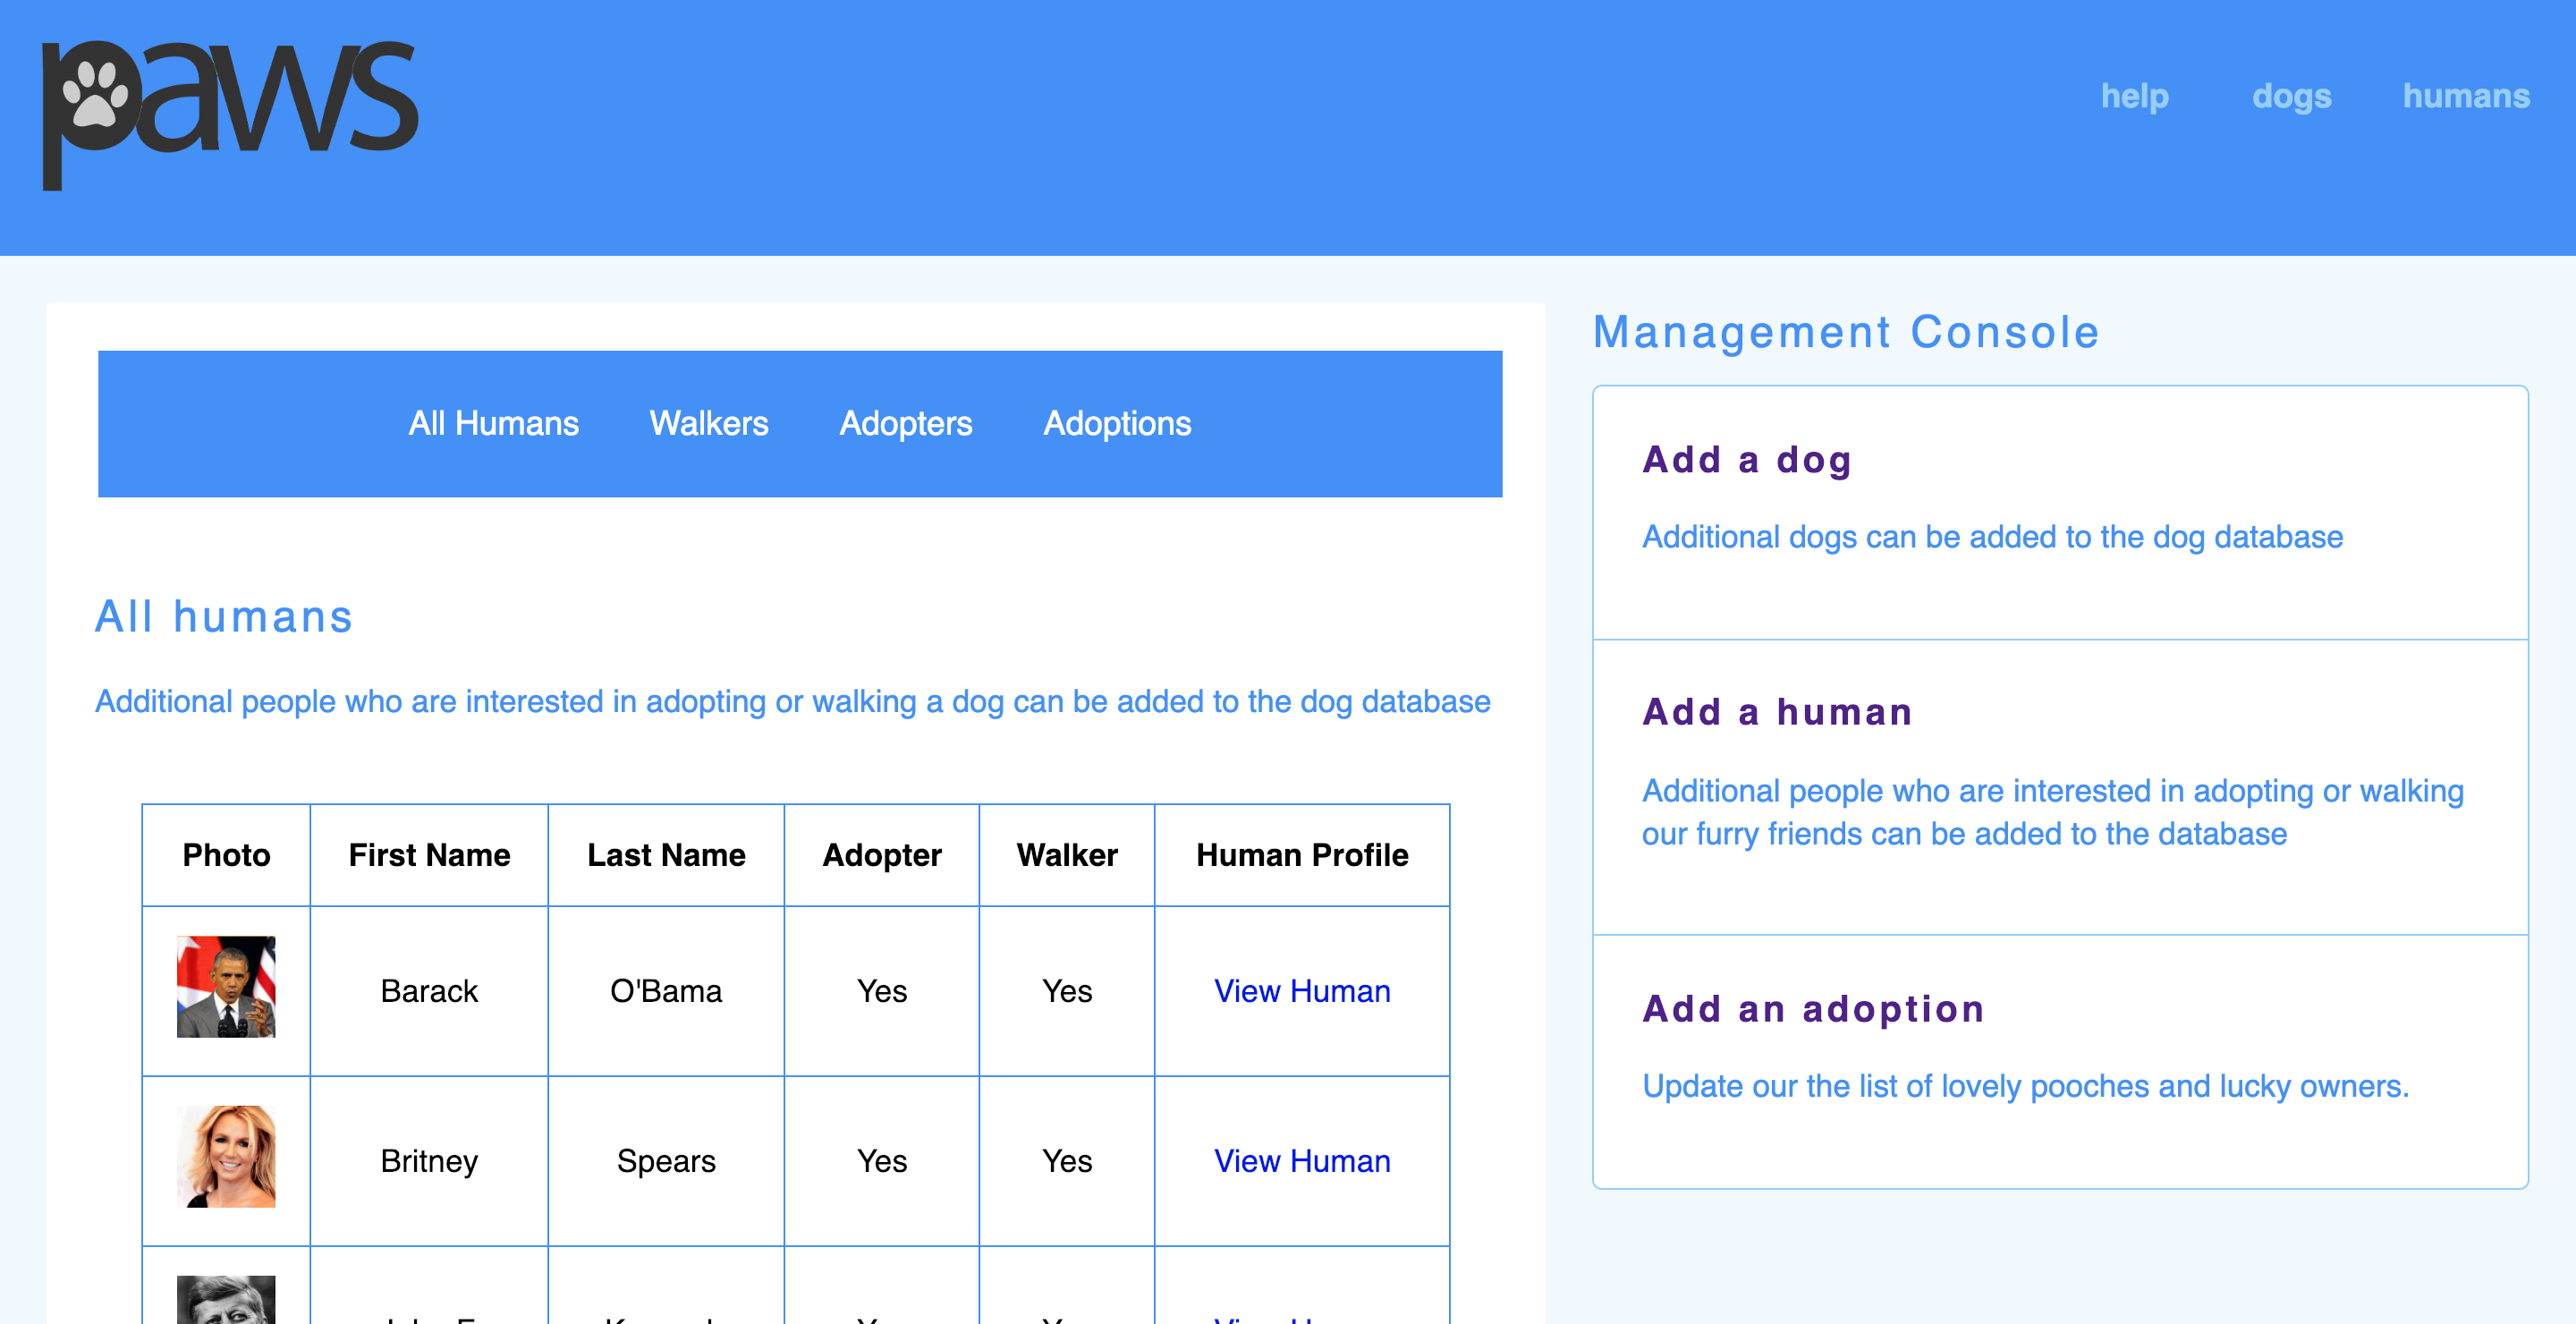 paws
help dogs humans
All Humans Walkers Adopters Adoptions
All humans
Additional people who are interested in adopting or walking a dog can be added to the dog database
Photo First Name Last Name Adopter Walker Human Profile
Barack O'Bama Yes Yes View Human
Britney Spears Yes Yes View Human
Management Console
Add a dog
Additional dogs can be added to the dog database
Add a human
Additional people who are interested in adopting or walking
our furry friends can be added to the database
Add an adoption
Update our the list of lovely pooches and lucky owners.